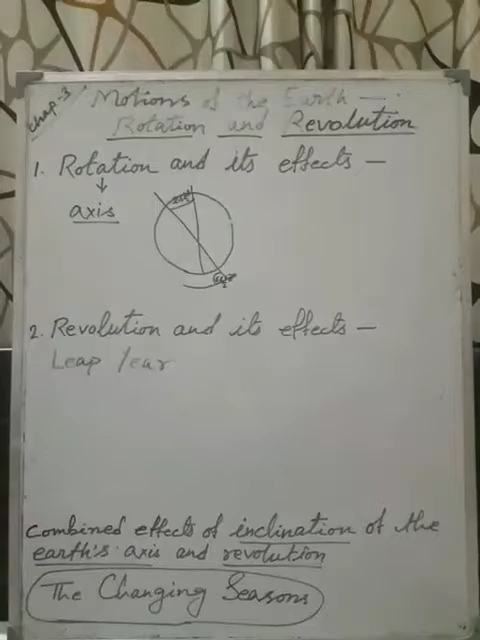 Chap:3
Motions of the Earth —
Rotation and Revolution
1. Rotation and its effects —
axis
2. Revolution and its effects —
Leap Year
Combined effects of inclination of the
earth's axis and revolution
The Changing Seasons